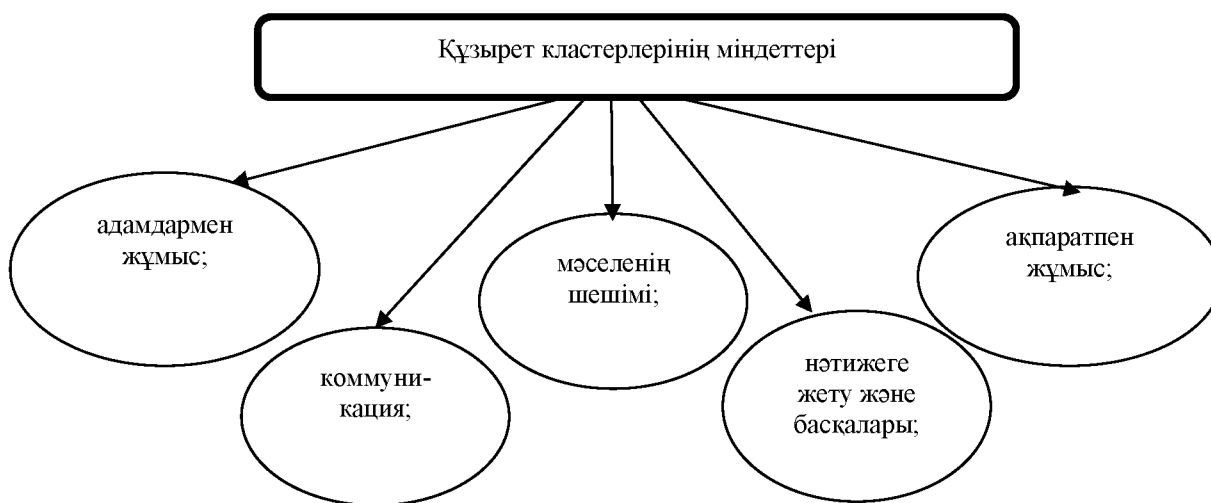 Құзырет кластерлерінің міндеттері
адамдармен
жұмыс;
коммуни-
кация;
мәселенің
шешімі;
нәтижеге
жету және
басқалары;
ақпаратпен
жұмыс;